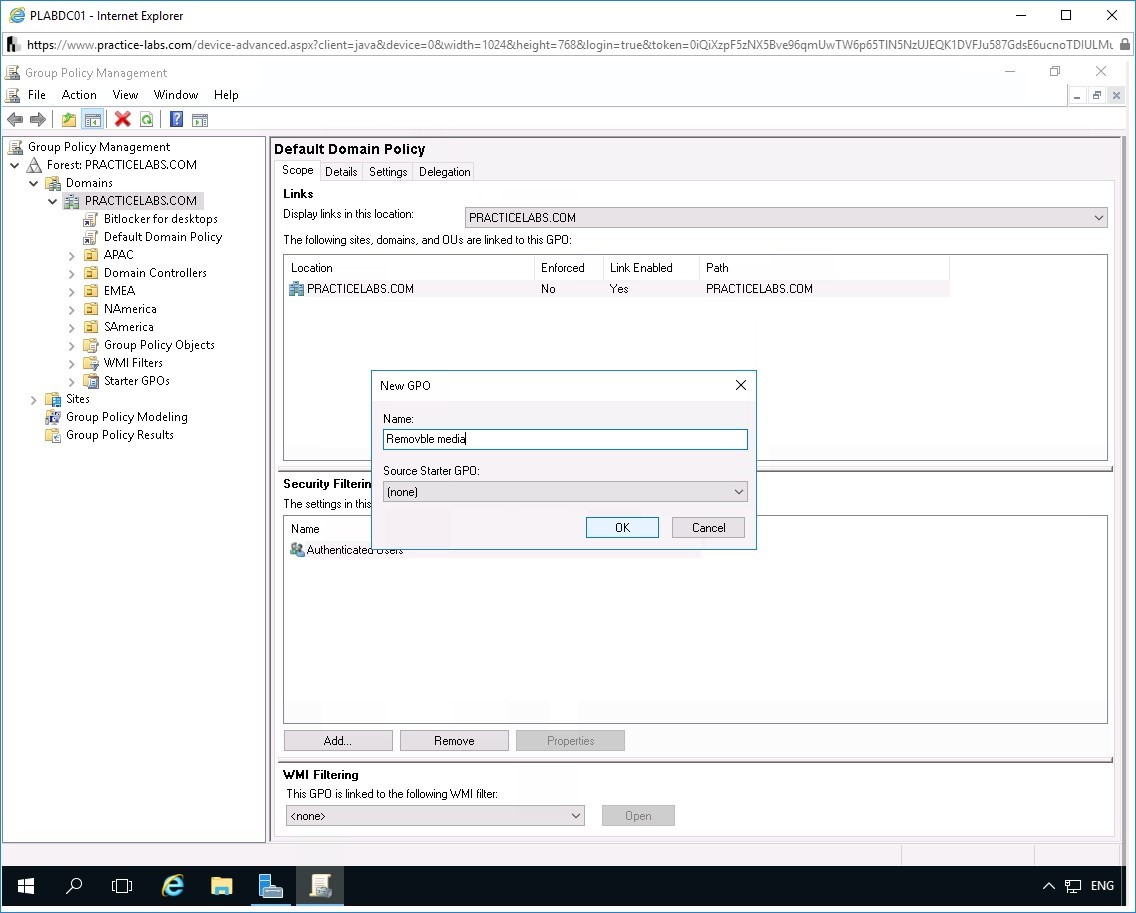 PLABDC01 - Internet Explorer
https://www.practice-labs.com/device-advanced.aspx?client=java&device=0&width=1024&height=768&login=true&token=
Group Policy Management
File Action View Window Help
Group Policy Management
Forest: PRACTICELABS.COM
Domains
PRACTICELABS.COM
Bitlocker for desktops
Default Domain Policy
APAC
Domain Controllers
EMEA
NAmerica
SAmerica
Group Policy Objects
WMI Filters
Starter GPOs
Sites
Group Policy Modeling
Group Policy Results
Default Domain Policy
Scope Details Settings Delegation
Links
Display links in this location: PRACTICELABS.COM
The following sites, domains, and OUs are linked to this GPO:
Location Enforced Link Enabled Path
PRACTICELABS.COM No Yes PRACTICELABS.COM
New GPO
Name:
Removble media
Source Starter GPO:
(none)
OK Cancel
Security Filterin
The settings in this
Name
Authenticated Users
Add... Remove Properties
WMI Filtering
This GPO is linked to the following WMI filter:
<none> Open
ENG